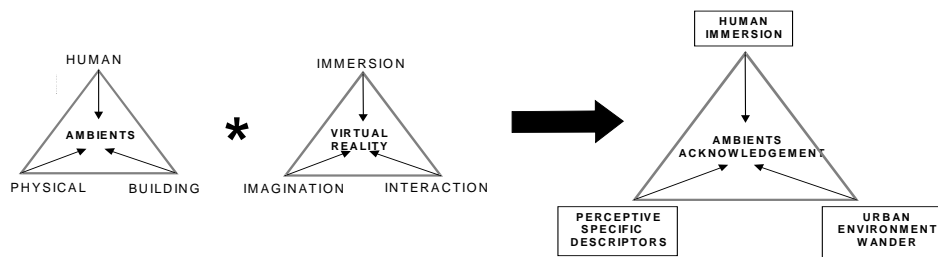 HUMAN
AMBIENTS
PHYSICAL
BUILDING
*
IMMERSION
VIRTUAL
REALITY
IMAGINATION
INTERACTION
HUMAN
IMMERSION
AMBIENTS
ACKNOWLEDGEMENT
PERCEPTIVE
SPECIFIC
DESCRIPTORS
URBAN
ENVIRONMENT
WANDER